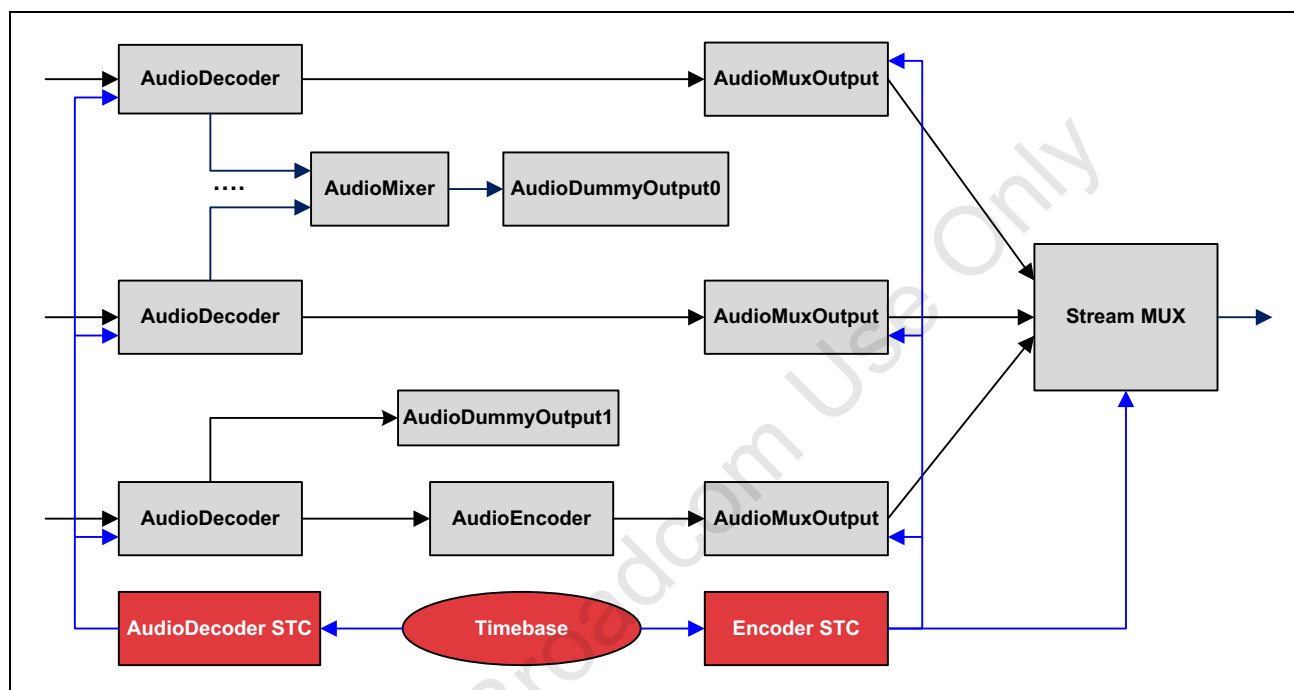 AudioDecoder
AudioMuxOutput
....
AudioMixer
AudioDummyOutput0
AudioDecoder
AudioMuxOutput
Stream MUX
AudioDummyOutput1
AudioDecoder
AudioEncoder
AudioMuxOutput
AudioDecoder STC
Timebase
Encoder STC
Broadcom Use Only